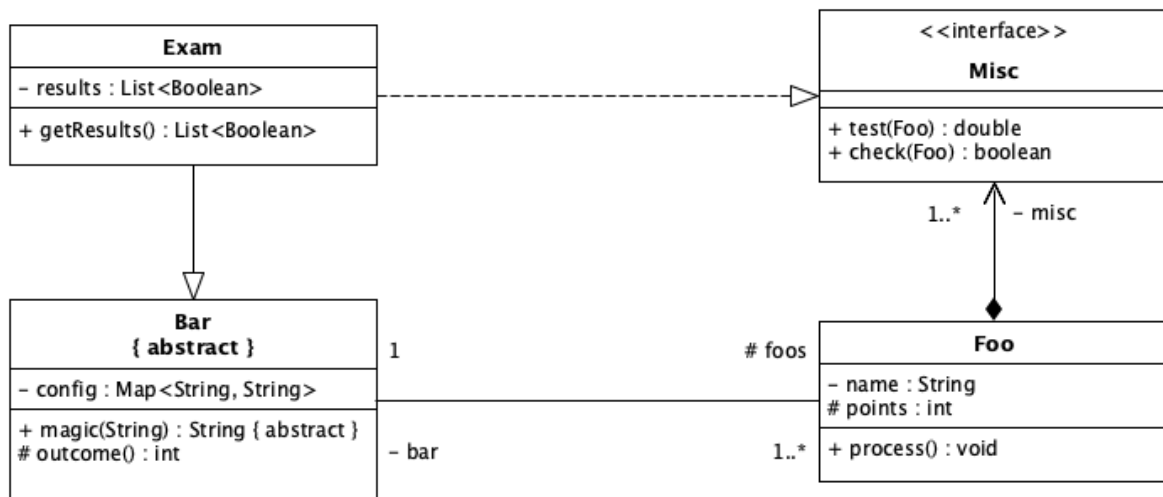 Exam
– results : List<Boolean>
+ getResults() : List<Boolean>
<<interface>>
Misc
+ test(Foo) : double
+ check(Foo) : boolean
1..*
– misc
Bar
{ abstract }
– config : Map<String, String>
+ magic(String) : String { abstract }
# outcome() : int
1
# foos
– bar
1..*
Foo
– name : String
# points : int
+ process() : void